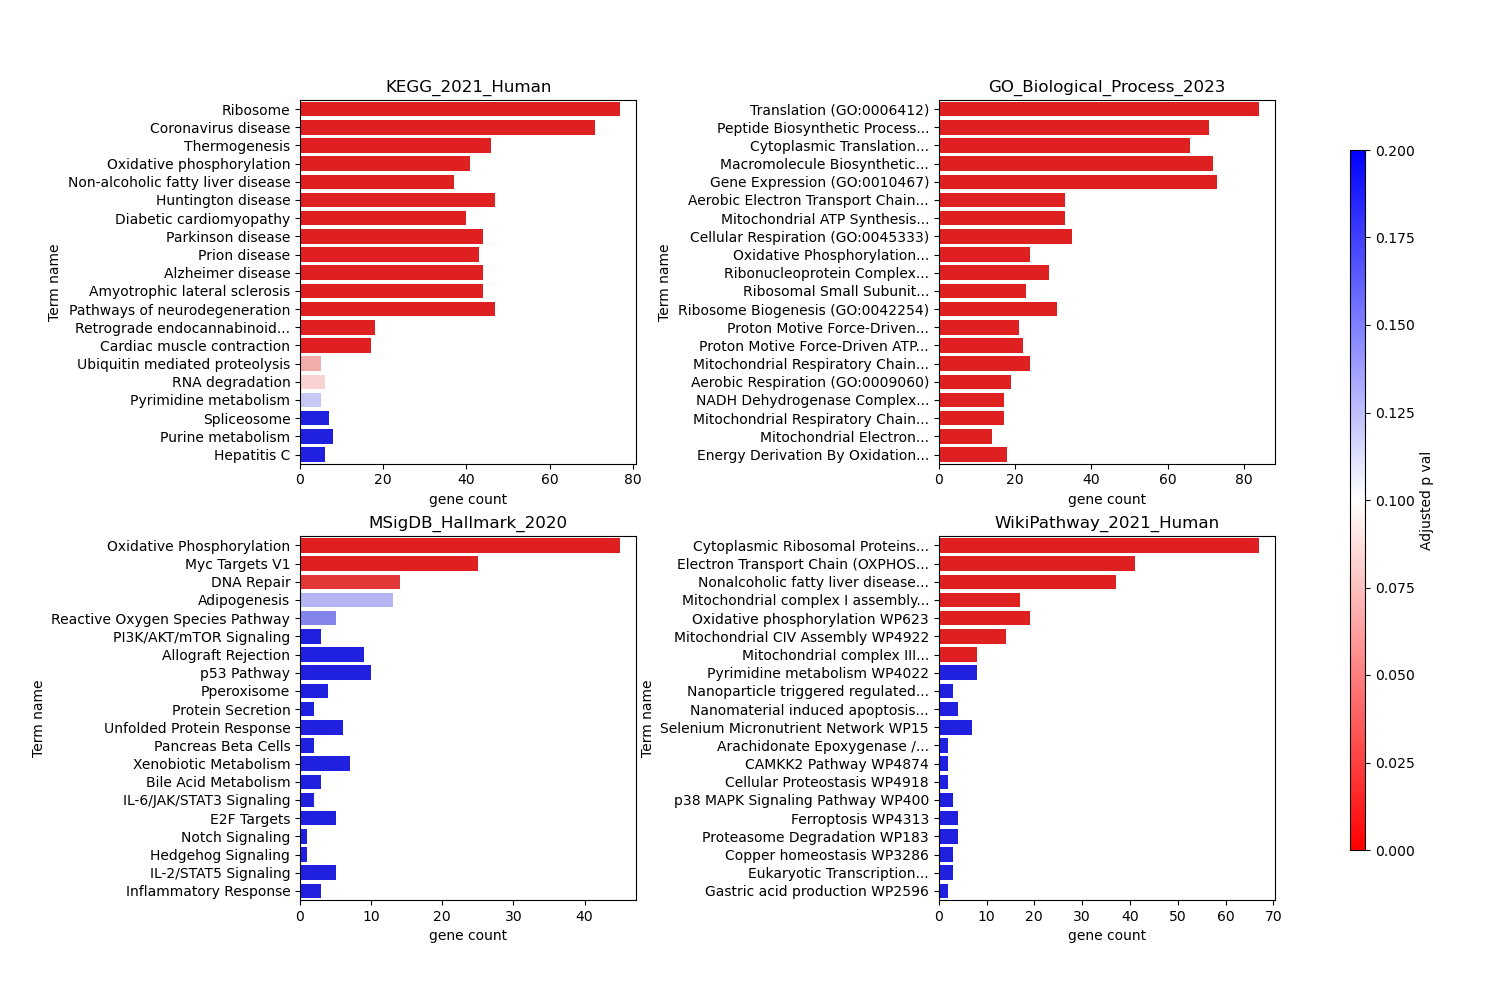 KEGG_2021_Human
Term name
Ribosome
Coronavirus disease
Thermogenesis
Oxidative phosphorylation
Non-alcoholic fatty liver disease
Huntington disease
Diabetic cardiomyopathy
Parkinson disease
Prion disease
Alzheimer disease
Amyotrophic lateral sclerosis
Pathways of neurodegeneration
Retrograde endocannabinoid...
Cardiac muscle contraction
Ubiquitin mediated proteolysis
RNA degradation
Pyrimidine metabolism
Spliceosome
Purine metabolism
Hepatitis C
0 20 40 60 80
gene count
GO_Biological_Process_2023
Term name
Translation (GO:0006412)
Peptide Biosynthetic Process...
Cytoplasmic Translation...
Macromolecule Biosynthetic...
Gene Expression (GO:0010467)
Aerobic Electron Transport Chain...
Mitochondrial ATP Synthesis...
Cellular Respiration (GO:0045333)
Oxidative Phosphorylation...
Ribonucleoprotein Complex...
Ribosomal Small Subunit...
Ribosome Biogenesis (GO:0042254)
Proton Motive Force-Driven...
Proton Motive Force-Driven ATP...
Mitochondrial Respiratory Chain...
Aerobic Respiration (GO:0009060)
NADH Dehydrogenase Complex...
Mitochondrial Respiratory Chain...
Mitochondrial Electron...
Energy Derivation By Oxidation...
0 20 40 60 80
gene count
MSigDB_Hallmark_2020
Term name
Oxidative Phosphorylation
Myc Targets V1
DNA Repair
Adipogenesis
Reactive Oxygen Species Pathway
PI3K/AKT/mTOR Signaling
Allograft Rejection
p53 Pathway
Pperoxisome
Protein Secretion
Unfolded Protein Response
Pancreas Beta Cells
Xenobiotic Metabolism
Bile Acid Metabolism
IL-6/JAK/STAT3 Signaling
E2F Targets
Notch Signaling
Hedgehog Signaling
IL-2/STAT5 Signaling
Inflammatory Response
0 10 20 30 40
gene count
WikiPathway_2021_Human
Term name
Cytoplasmic Ribosomal Proteins...
Electron Transport Chain (OXPHOS...
Nonalcoholic fatty liver disease...
Mitochondrial complex I assembly...
Oxidative phosphorylation WP623
Mitochondrial CIV Assembly WP4922
Mitochondrial complex III...
Pyrimidine metabolism WP4022
Nanoparticle triggered regulated...
Nanomaterial induced apoptosis...
Selenium Micronutrient Network WP15
Arachidonate Epoxygenase /...
CAMKK2 Pathway WP4874
Cellular Proteostasis WP4918
p38 MAPK Signaling Pathway WP400
Ferroptosis WP4313
Proteasome Degradation WP183
Copper homeostasis WP3286
Eukaryotic Transcription...
Gastric acid production WP2596
0 10 20 30 40 50 60 70
gene count
0.200
0.175
0.150
0.125
0.100
0.075
0.050
0.025
0.000
Adjusted p val